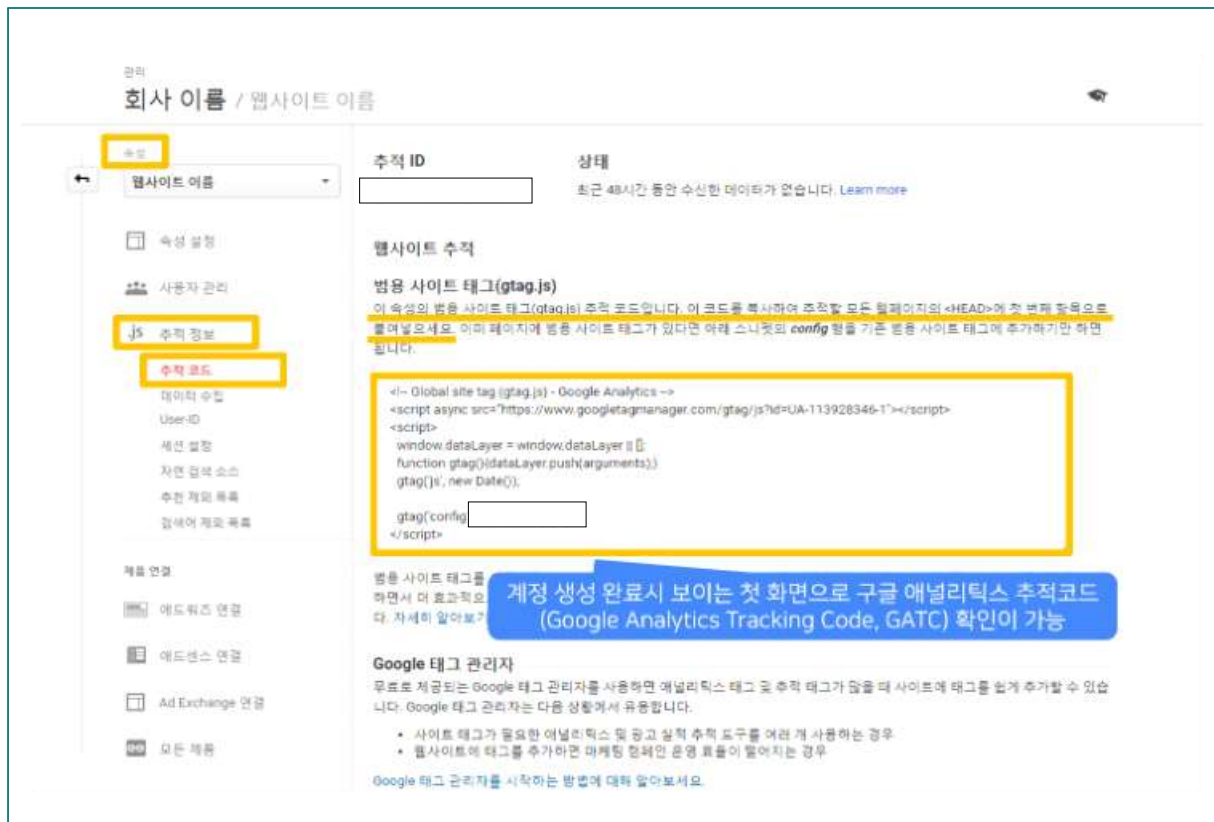 관리
회사 이름 / 웹사이트 이름
속성
웹사이트 이름
속성 설정
사용자 관리
js 추적 정보
추적 코드
데이터 수집
User-ID
세션 설정
자연 검색 소스
추천 제외 목록
검색어 제외 목록
제품 연결
애드워즈 연결
애드센스 연결
Ad Exchange 연결
모든 제품
추적 ID
상태
최근 48시간 동안 수신한 데이터가 없습니다. Learn more
웹사이트 추적
범용 사이트 태그(gtag.js)
이 속성의 범용 사이트 태그(gtag.js) 추적 코드입니다. 이 코드를 복사하여 추적할 모든 웹페이지의 <HEAD>에 첫 번째 항목으로
붙여넣으세요. 이미 페이지에 범용 사이트 태그가 있다면 아래 스니펫의 config 행을 기존 범용 사이트 태그에 추가하기만 하면
됩니다.
<!-- Global site tag (gtag.js) - Google Analytics -->
<script async src="https://www.googletagmanager.com/gtag/js?id=UA-113928346-1"></script>
<script>
window.dataLayer = window.dataLayer || [];
function gtag(){dataLayer.push(arguments);}
gtag('js', new Date());
gtag('config'
</script>
범용 사이트 태그를
하면서 더 효과적으
다. 자세히 알아보기
계정 생성 완료시 보이는 첫 화면으로 구글 애널리틱스 추적코드
(Google Analytics Tracking Code, GATC) 확인이 가능
Google 태그 관리자
무료로 제공되는 Google 태그 관리자를 사용하면 애널리틱스 태그 및 추적 태그가 많을 때 사이트에 태그를 쉽게 추가할 수 있습
니다. Google 태그 관리자는 다음 상황에서 유용합니다.
• 사이트 태그가 필요한 애널리틱스 및 광고 실적 추적 도구를 여러 개 사용하는 경우
• 웹사이트에 태그를 추가하면 마케팅 캠페인 운영 효율이 떨어지는 경우
Google 태그 관리자를 시작하는 방법에 대해 알아보세요.